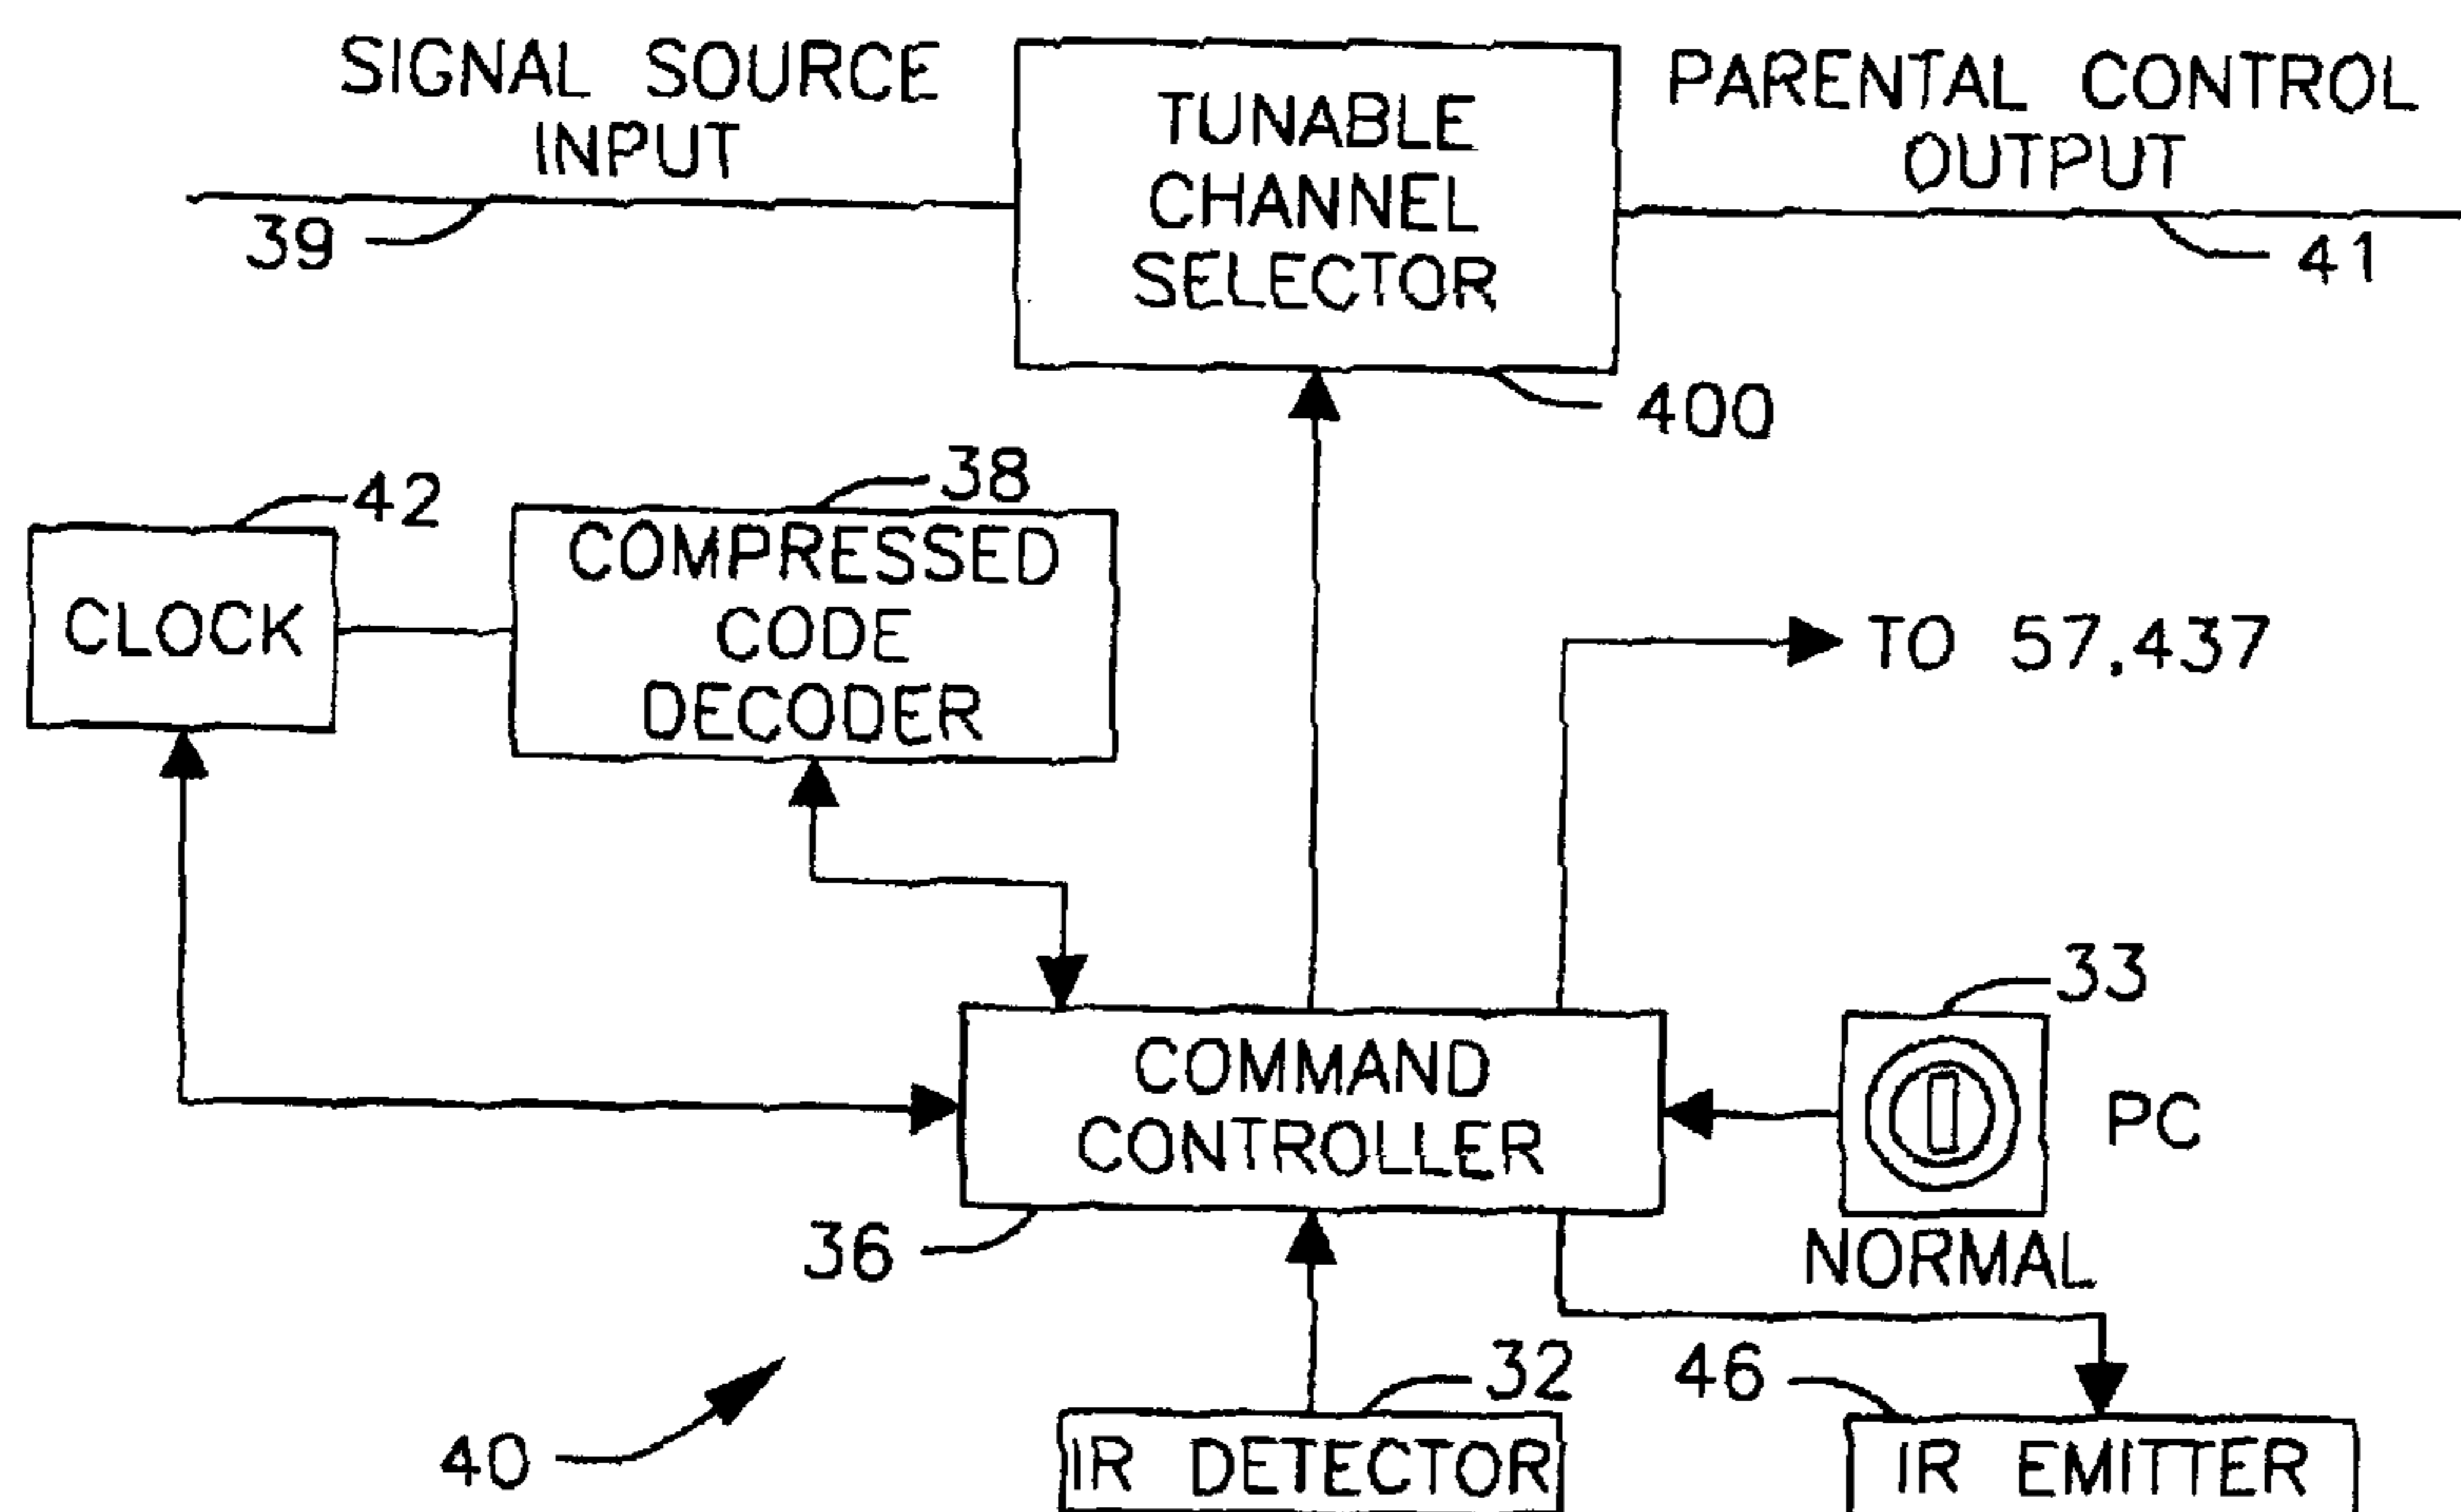 SIGNAL SOURCE
INPUT
39
TUNABLE
CHANNEL
SELECTOR
400
PARENTAL CONTROL
OUTPUT
41
42
CLOCK
38
COMPRESSED
CODE
DECODER
TO 57,437
COMMAND
CONTROLLER
36
33
PC
NORMAL
40
32
IR DETECTOR
46
IR EMITTER